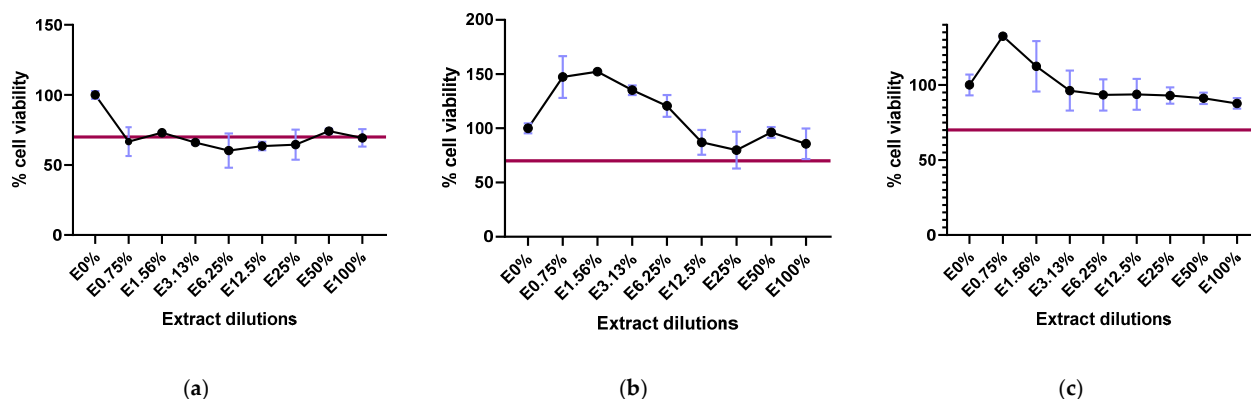 150
100
50
0
% cell viability
E0%
E0.75%
E1.56%
E3.13%
E6.25%
E12.5%
E25%
E50%
E100%
Extract dilutions
(a)
200
150
100
50
0
% cell viability
E0%
E0.75%
E1.56%
E3.13%
E6.25%
E12.5%
E25%
E50%
E100%
Extract dilutions
(b)
100
50
0
% cell viability
E0%
E0.75%
E1.56%
E3.13%
E6.25%
E12.5%
E25%
E50%
E100%
Extract dilutions
(c)